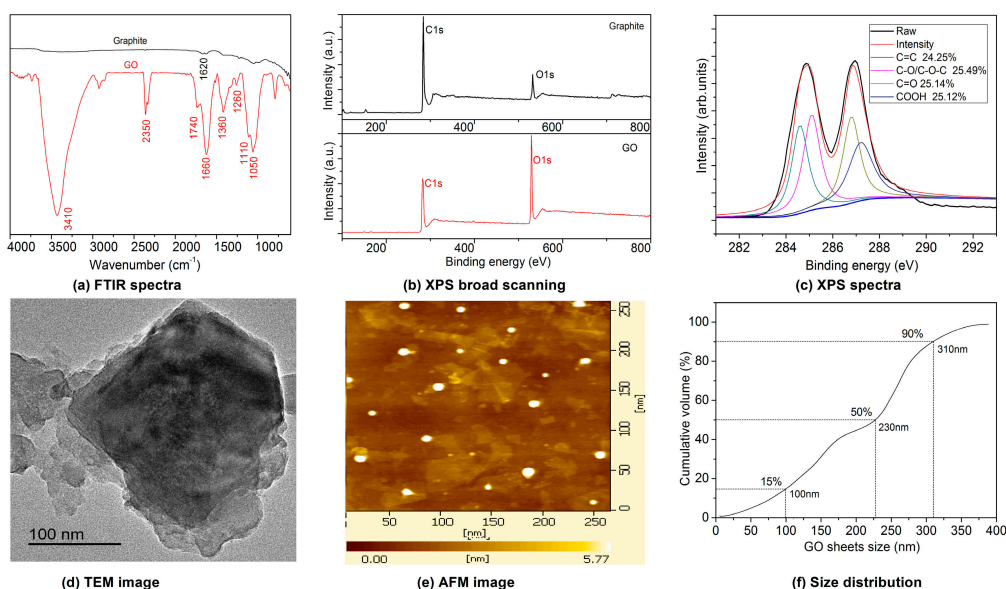 Graphite
GO
1620
3410
2350
1740
1660
1360
1260
1110
1050
4000 3500 2500 2000 1500 1000
Wavenumber (cm⁻¹)
(a) FTIR spectra
Intensity (a.u.)
C1s
O1s
Graphite
200 400 600 800
Intensity (a.u.)
GO
C1s
O1s
200 400 600 800
Binding energy (eV)
(b) XPS broad scanning
Intensity (arb.units)
Raw
Intensity
C=C 24.25%
C-O/C-O-C 25.49%
C=O 25.14%
COOH 25.12%
282 284 286 288 290 292
Binding energy (eV)
(c) XPS spectra
100 nm
(d) TEM image
250
200
150
100
50
0
[nm]
50 100 150 200 250
[nm]
0.00 5.77
(e) AFM image
Cumulative volume (%)
100
80
60
40
20
0
90%
310nm
50%
230nm
15%
100nm
0 50 100 150 200 250 300 350 400
GO sheets size (nm)
(f) Size distribution